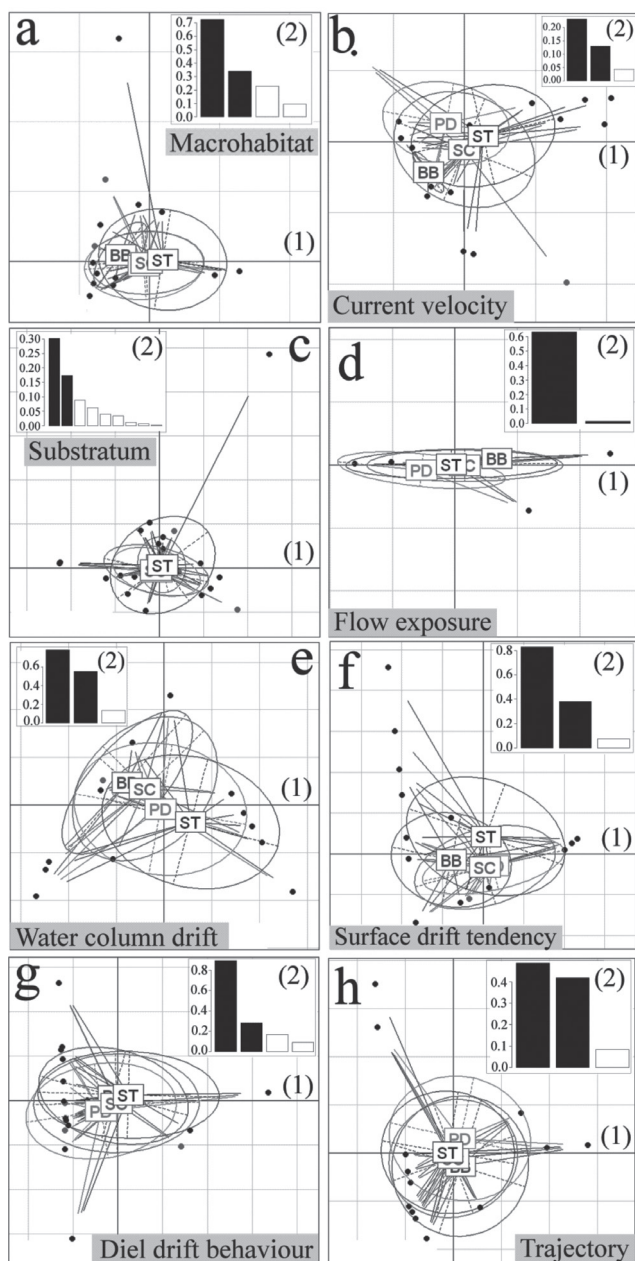 a
0.7
0.6
0.5
0.4
0.3
0.2
0.1
0.0
(2)
Macrohabitat
(1)
BB
ST
b
0.20
0.10
0.00
(2)
PD
ST
SC
BB
(1)
Current velocity
0.30
0.25
0.20
0.15
0.10
0.05
0.00
(2)
c
Substratum
(1)
ST
d
0.6
0.5
0.4
0.3
0.2
0.1
0.0
(2)
BB
ST
PD
(1)
Flow exposure
0.6
0.4
0.2
0.0
(2)
e
BB
SC
PD
ST
(1)
Water column drift
f
0.8
0.6
0.4
0.2
0.0
(2)
ST
BB
SC
(1)
Surface drift tendency
g
0.8
0.6
0.4
0.2
0.0
(2)
ST
PD
(1)
Diel drift behaviour
h
0.4
0.3
0.2
0.1
0.0
(2)
PD
ST
BB
(1)
Trajectory